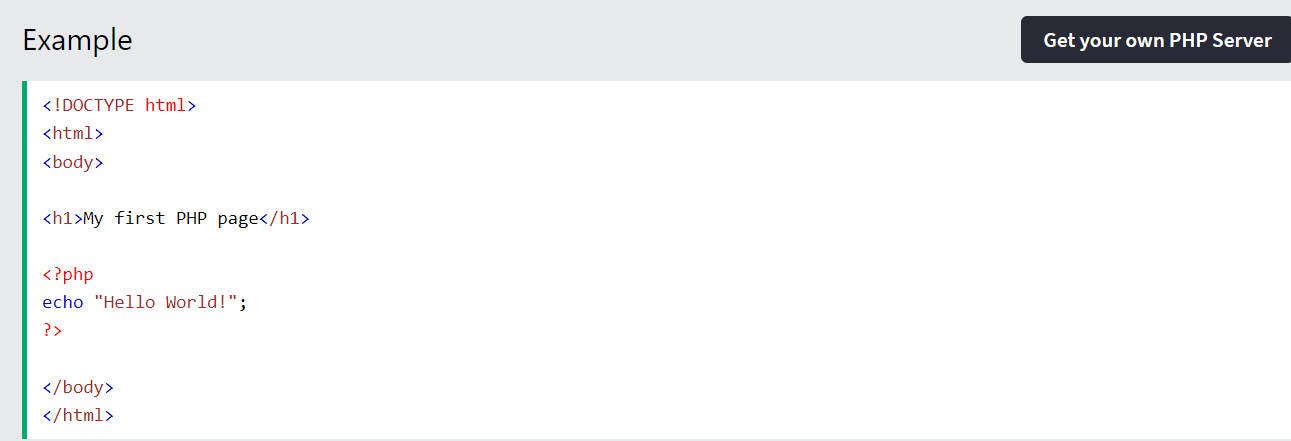 Example
Get your own PHP Server
<!DOCTYPE html>
<html>
<body>
<h1>My first PHP page</h1>
<?php
echo "Hello World!";
?>
</body>
</html>